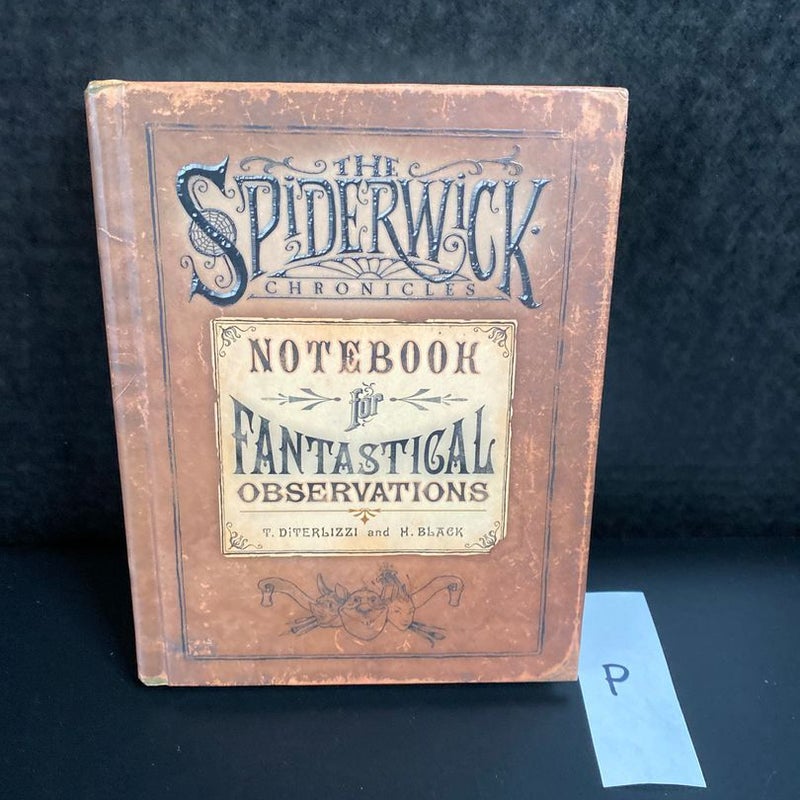 THE
SPiDERWiCK
CHRONICLES
NOTEBOOK
for
FANTASTICAL
OBSERVATIONS
T. DiTERLIZZI and H. BLACK
P